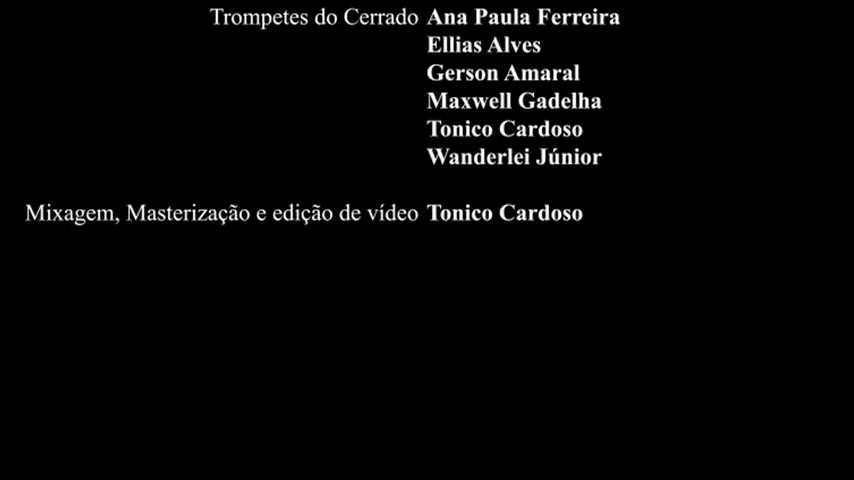 Trompetes do Cerrado Ana Paula Ferreira
Ellias Alves
Gerson Amaral
Maxwell Gadelha
Tonico Cardoso
Wanderlei Júnior
Mixagem, Masterização e edição de vídeo Tonico Cardoso